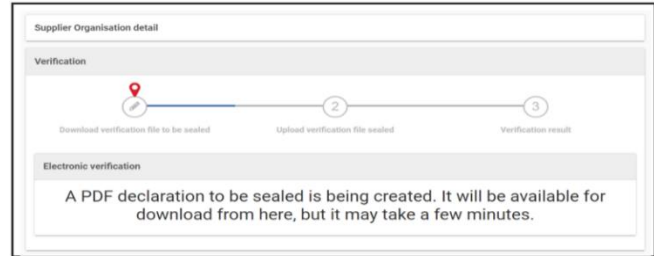 Supplier Organisation detail
Verification
2
3
Download verification file to be sealed
Upload verification file sealed
Verification result
Electronic verification
A PDF declaration to be sealed is being created. It will be available for
download from here, but it may take a few minutes.